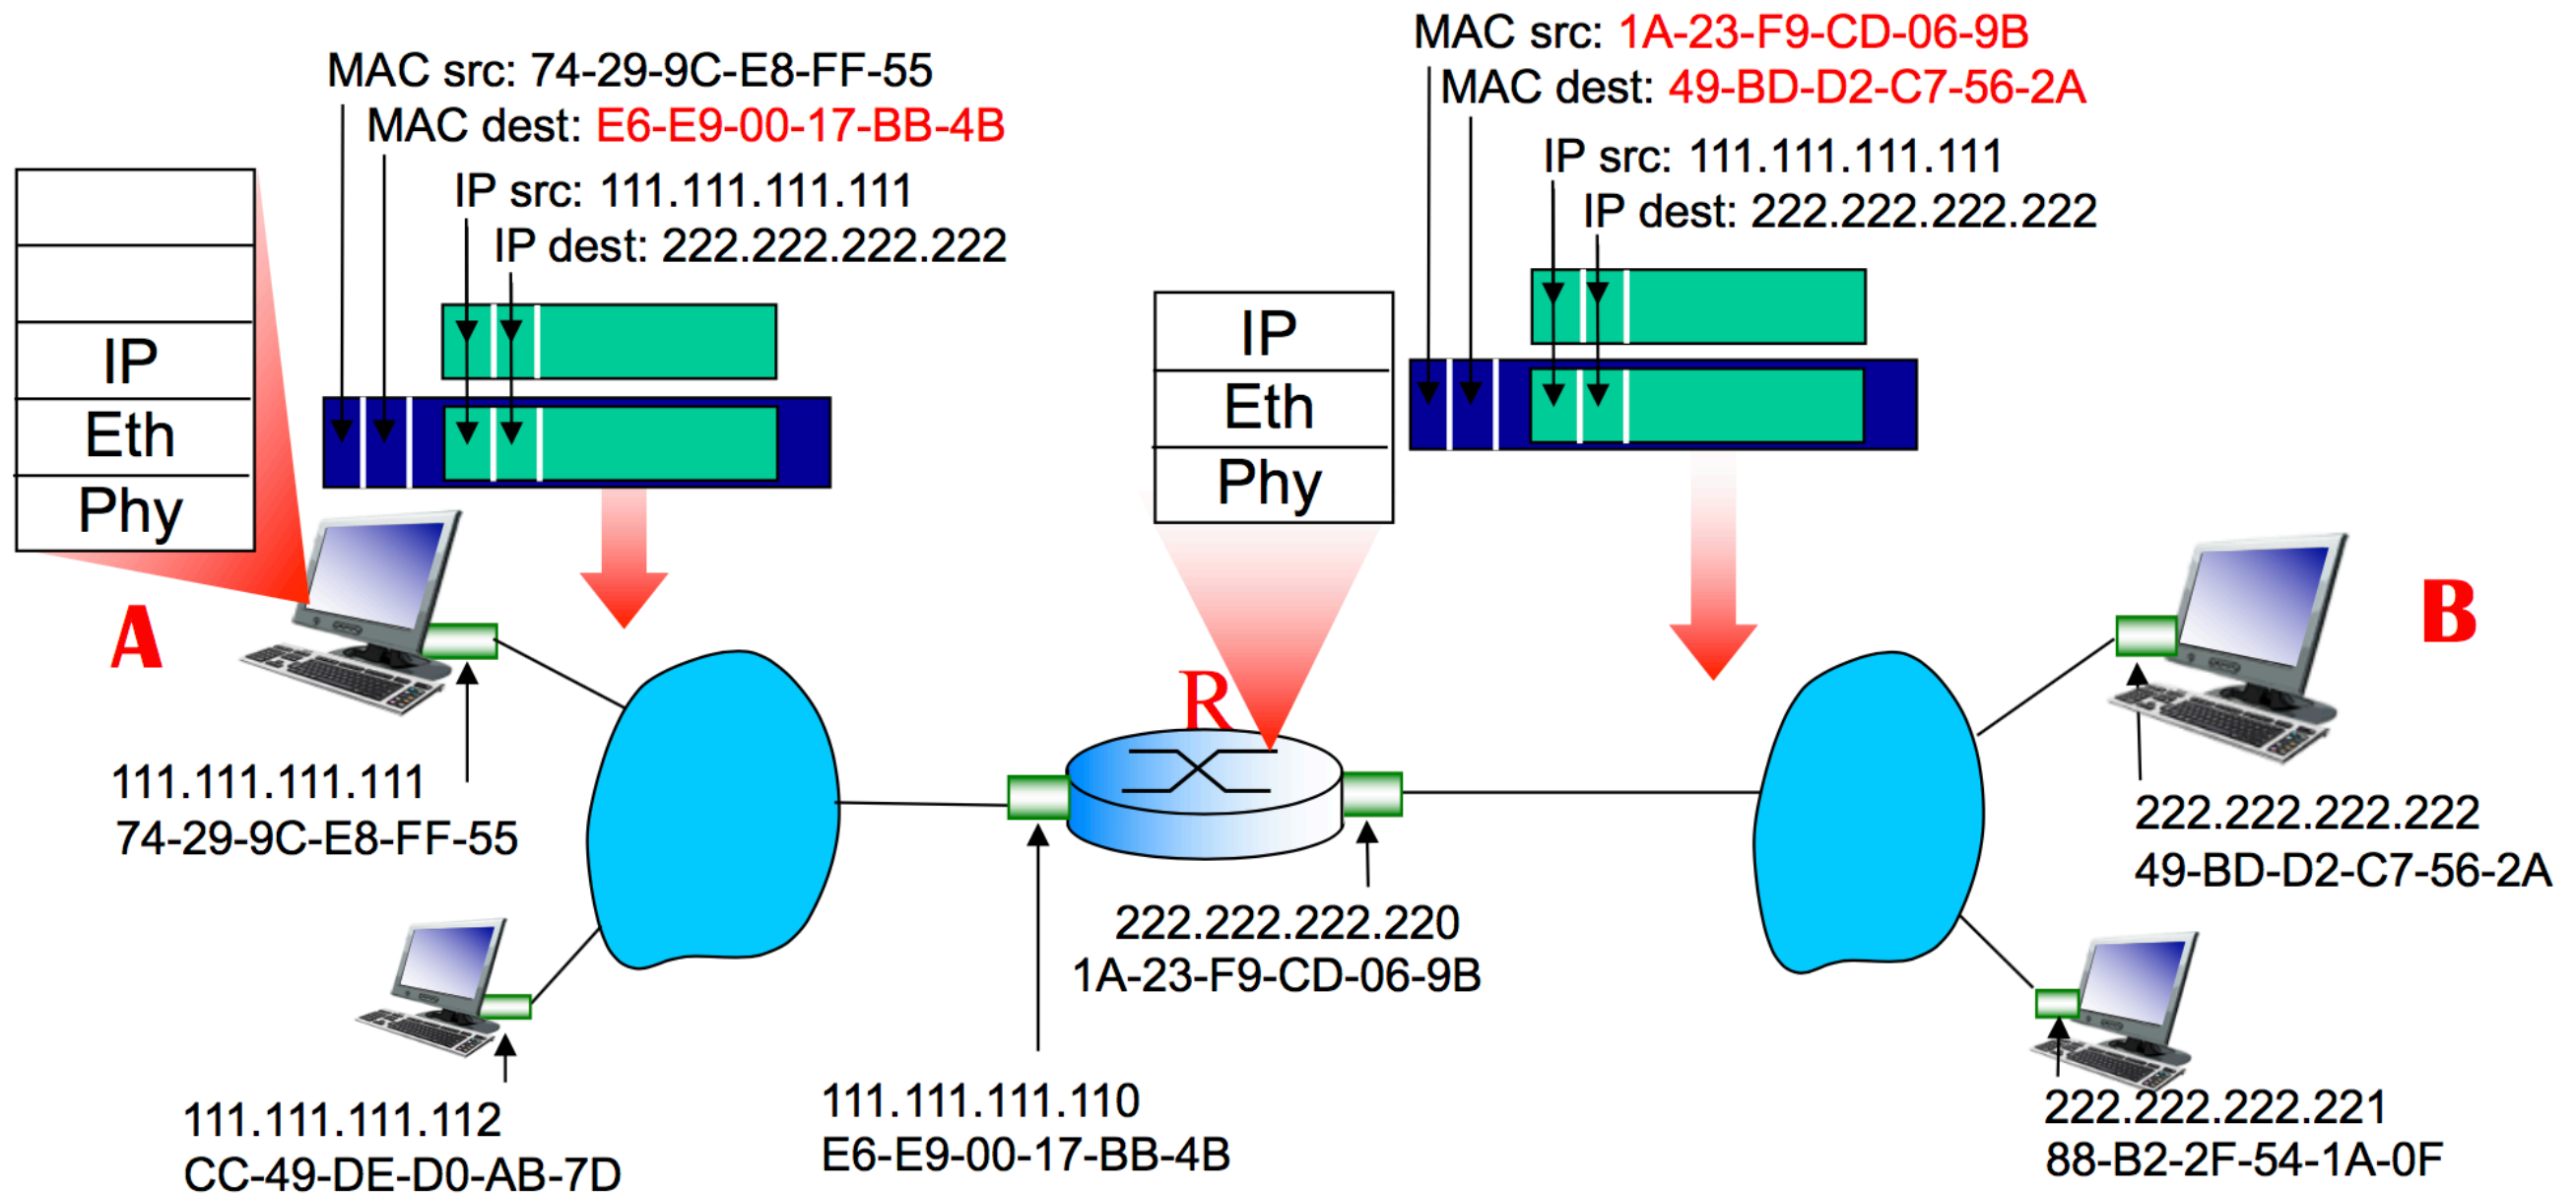 MAC src: 74-29-9C-E8-FF-55
MAC dest: E6-E9-00-17-BB-4B
IP src: 111.111.111.111
IP dest: 222.222.222.222
IP
Eth
Phy
A
111.111.111.111
74-29-9C-E8-FF-55
111.111.111.112
CC-49-DE-D0-AB-7D
MAC src: 1A-23-F9-CD-06-9B
MAC dest: 49-BD-D2-C7-56-2A
IP src: 111.111.111.111
IP dest: 222.222.222.222
IP
Eth
Phy
R
222.222.222.220
1A-23-F9-CD-06-9B
111.111.111.110
E6-E9-00-17-BB-4B
B
222.222.222.222
49-BD-D2-C7-56-2A
222.222.222.221
88-B2-2F-54-1A-0F